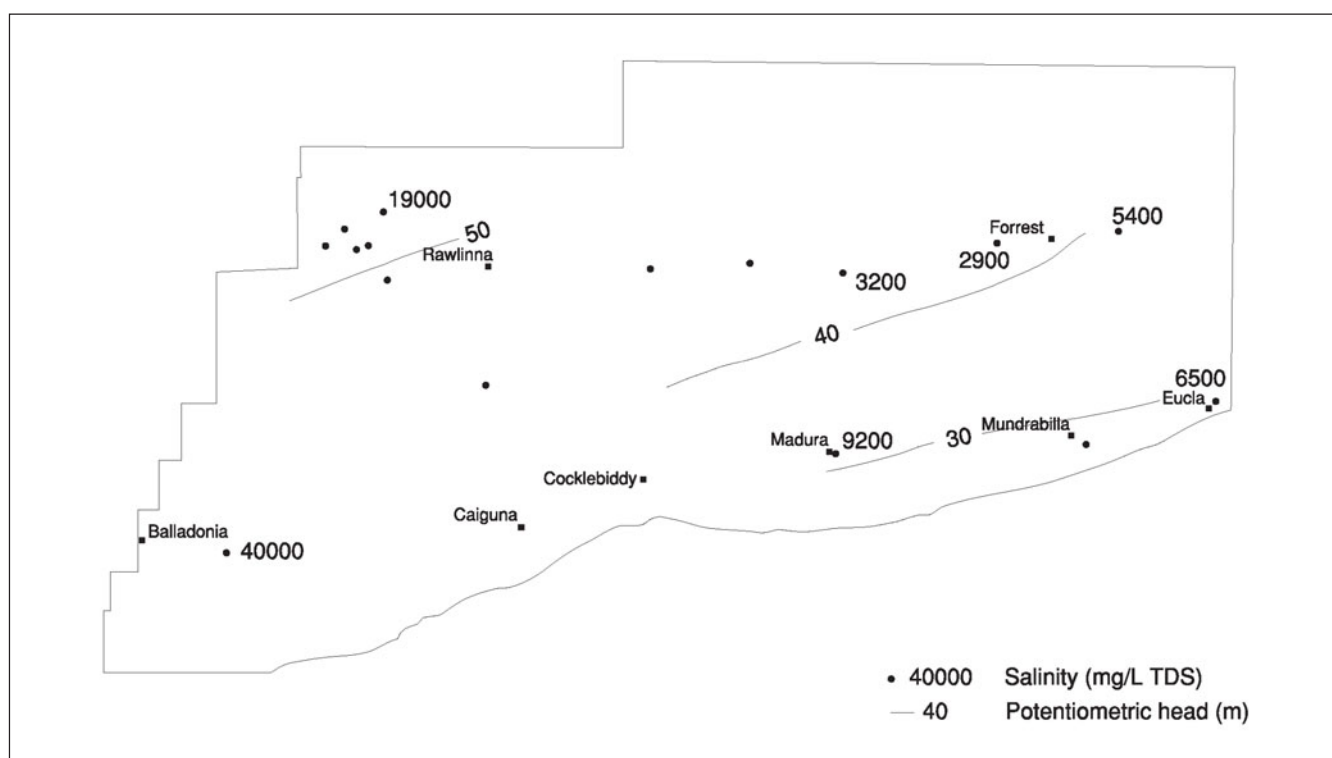 19000
50
Rawlinna
Forrest
5400
2900
3200
40
6500
Eucla
Mundrabilla
30
Madura
9200
Cocklebiddy
Caiguna
Balladonia
40000
40000 Salinity (mg/L TDS)
40 Potentiometric head (m)